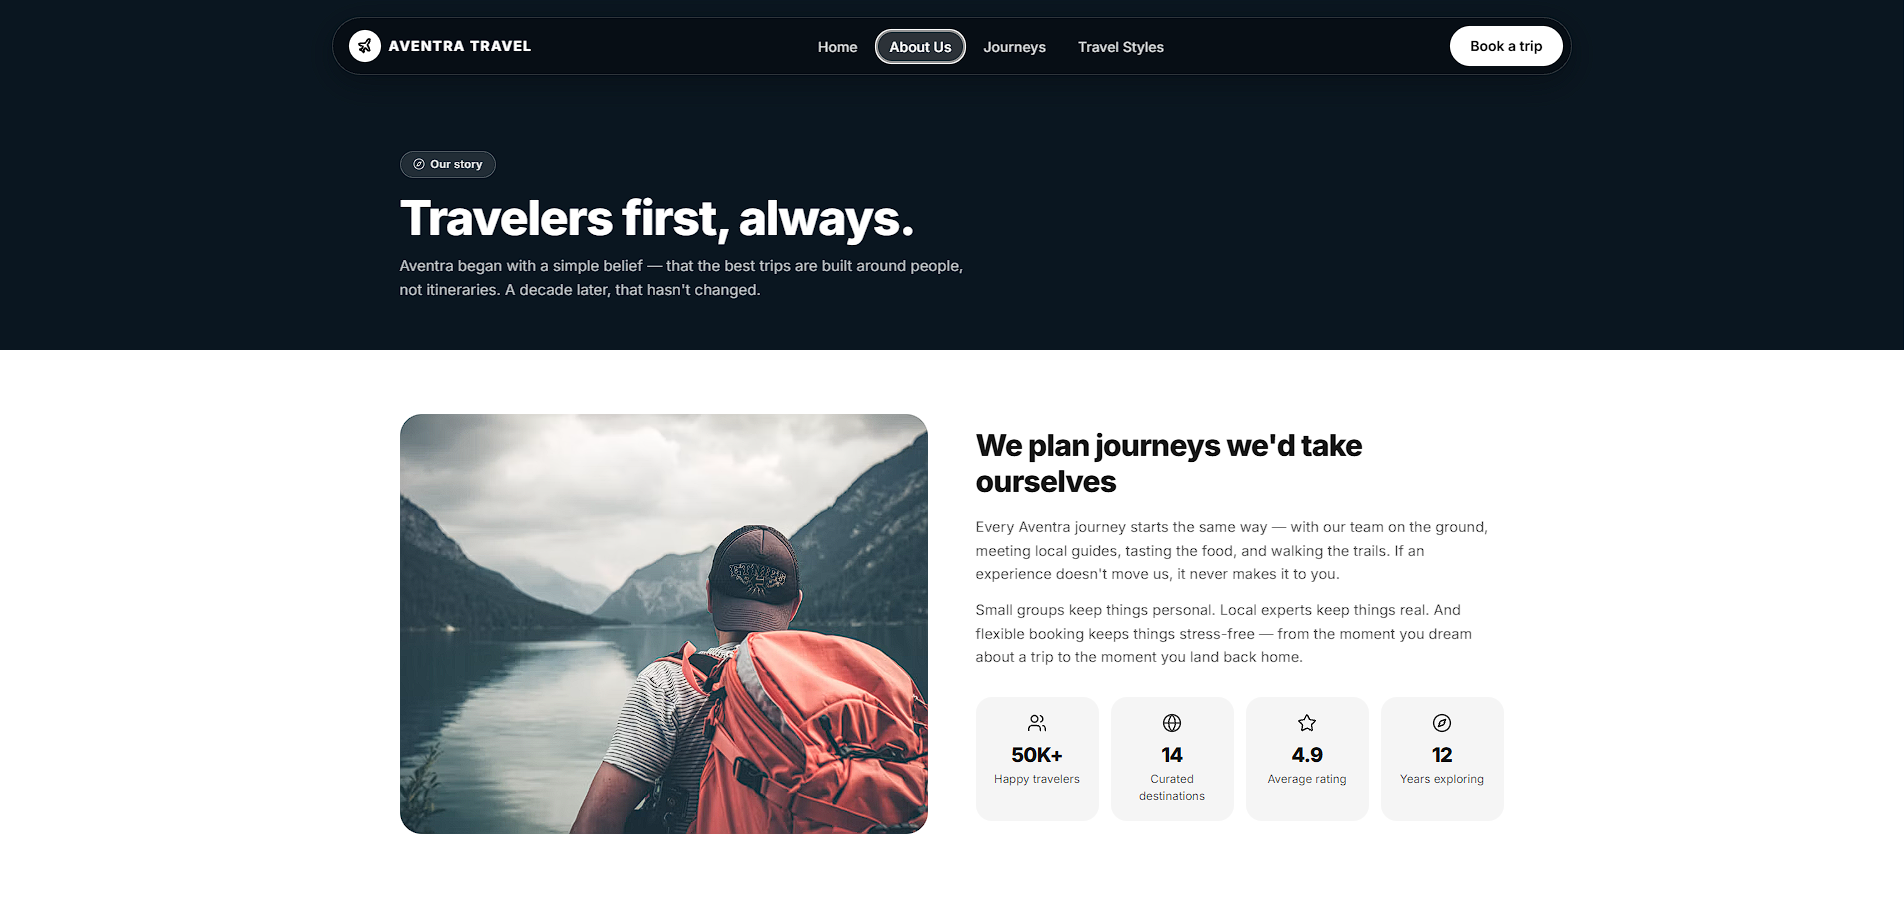 AVENTRA TRAVEL
Home
About Us
Journeys
Travel Styles
Book a trip
Our story
Travelers first, always.
Aventra began with a simple belief — that the best trips are built around people,
not itineraries. A decade later, that hasn't changed.
We plan journeys we'd take
ourselves
Every Aventra journey starts the same way — with our team on the ground,
meeting local guides, tasting the food, and walking the trails. If an
experience doesn't move us, it never makes it to you.
Small groups keep things personal. Local experts keep things real. And
flexible booking keeps things stress-free — from the moment you dream
about a trip to the moment you land back home.
50K+
Happy travelers
14
Curated
destinations
4.9
Average rating
12
Years exploring